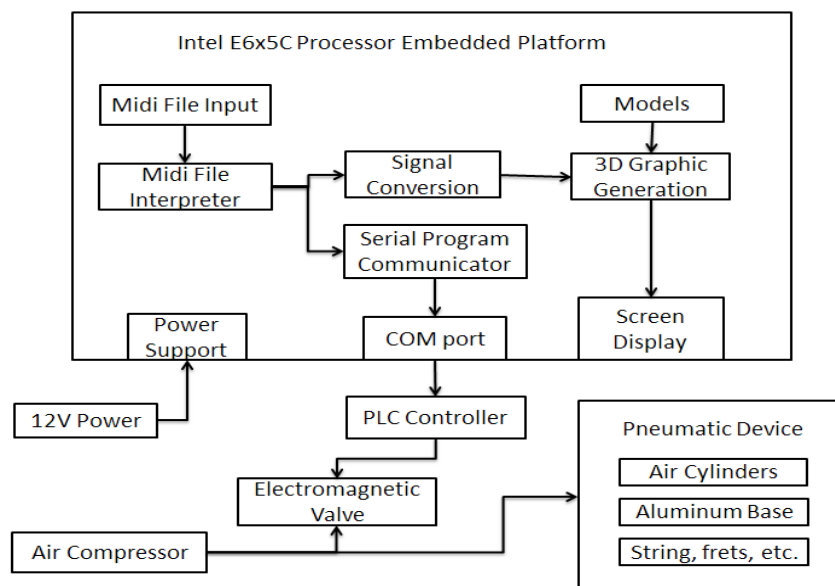 Intel E6x5C Processor Embedded Platform
Midi File Input
Models
Midi File
Interpreter
Signal
Conversion
3D Graphic
Generation
Serial Program
Communicator
Power
Support
COM port
Screen
Display
12V Power
PLC Controller
Pneumatic Device
Air Cylinders
Electromagnetic
Valve
Aluminum Base
Air Compressor
String, frets, etc.